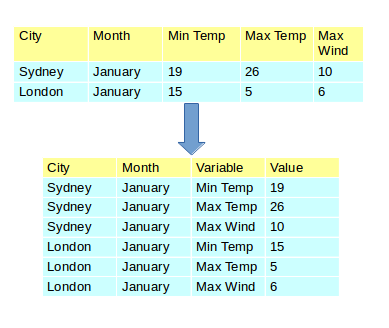 City Month Min Temp Max Temp Max
Wind
Sydney January 19 26 10
London January 15 5 6
City Month Variable Value
Sydney January Min Temp 19
Sydney January Max Temp 26
Sydney January Max Wind 10
London January Min Temp 15
London January Max Temp 5
London January Max Wind 6